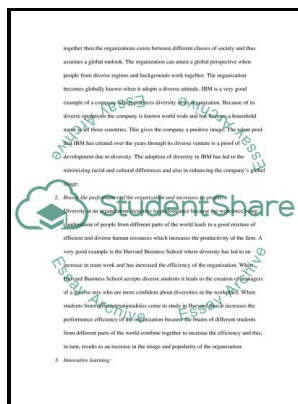 together then the organizations exists between different classes of society and thus
assumes a global outlook. The organization can attain a global perspective when
people from diverse regions and backgrounds work together. The organization
becomes globally known when it adopts a diverse attitude. IBM is a very good
example of a company that practices diversity in its organization. Because of its
diverse operations the company is known world wide and has become a household
name in all those countries. This gives the company a positive image. The talent pool
that IBM has created over the years through its diverse venture is a proof of
development due to diversity. The adoption of diversity in IBM has led to the
minimizing racial and cultural differences and also in enhancing the company's global
image.
StudentShare
2. Boosts the performance of the organization and increases its
Diversity at an organization increases its performance because the workforce being
combination of people from different parts of the world leads to a good mixture of
efficient and diverse human resources which increases the productivity of the firm. A
very good example is the Harvard Business School where diversity has led to an
increase in team work and has increased the efficiency of the organization. When
Harvard Business School accepts diverse students it leads to the creation of managers
of a diverse mix who are more confident about diversities in the workplace. When
students from different nationalities come to study in Harvard then it increases the
performance efficiency of the organization because the brains of different students
from different parts of the world combine together to increase the efficiency and this,
in turn, results to an increase in the image and popularity of the organization.
3. Innovative learning: